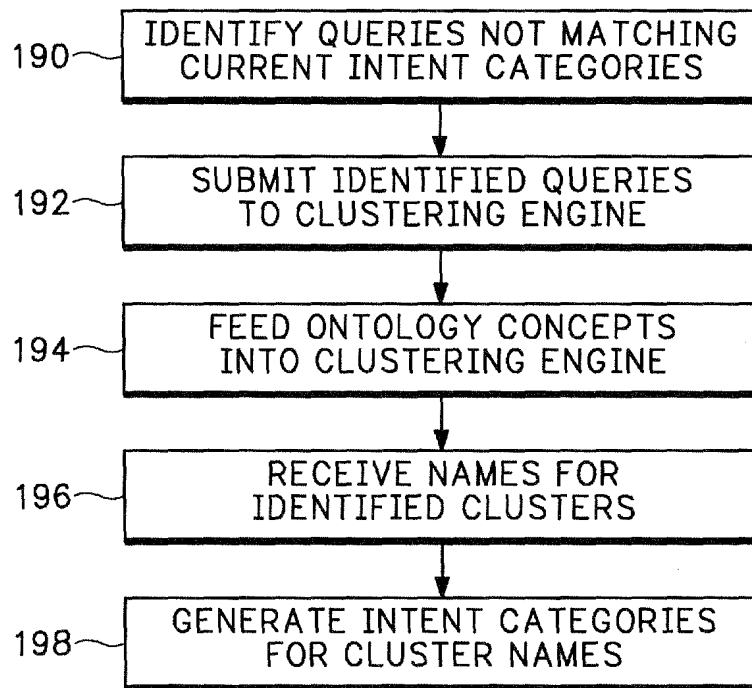 190
IDENTIFY QUERIES NOT MATCHING
CURRENT INTENT CATEGORIES
192
SUBMIT IDENTIFIED QUERIES
TO CLUSTERING ENGINE
194
FEED ONTOLOGY CONCEPTS
INTO CLUSTERING ENGINE
196
RECEIVE NAMES FOR
IDENTIFIED CLUSTERS
198
GENERATE INTENT CATEGORIES
FOR CLUSTER NAMES